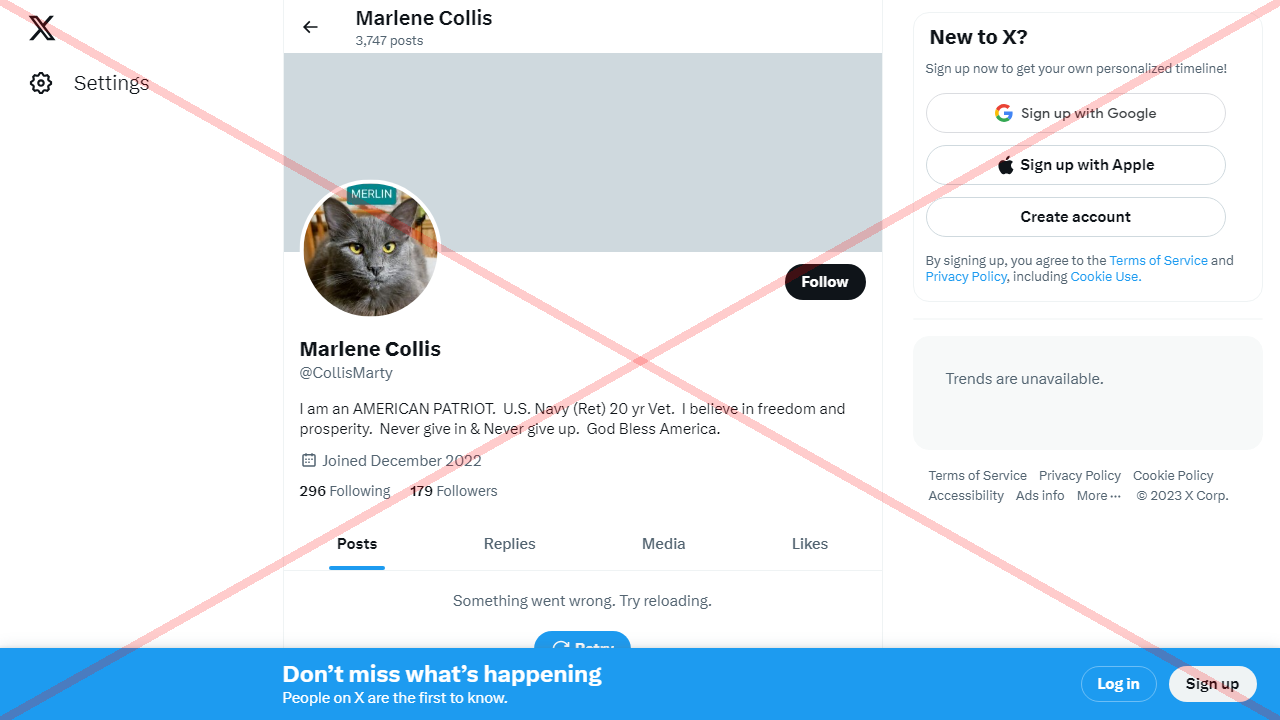 Settings
Marlene Collis
3,747 posts
MERLIN
Follow
Marlene Collis
@CollisMarty
I am an AMERICAN PATRIOT.  U.S. Navy (Ret) 20 yr Vet.  I believe in freedom and
prosperity.  Never give in & Never give up.  God Bless America.
Joined December 2022
296 Following 179 Followers
Posts Replies Media Likes
Something went wrong. Try reloading.
Retry
New to X?
Sign up now to get your own personalized timeline!
Sign up with Google
Sign up with Apple
Create account
By signing up, you agree to the Terms of Service and
Privacy Policy, including Cookie Use.
Trends are unavailable.
Terms of Service Privacy Policy Cookie Policy
Accessibility Ads info More ··· © 2023 X Corp.
Don’t miss what’s happening
People on X are the first to know.
Log in Sign up